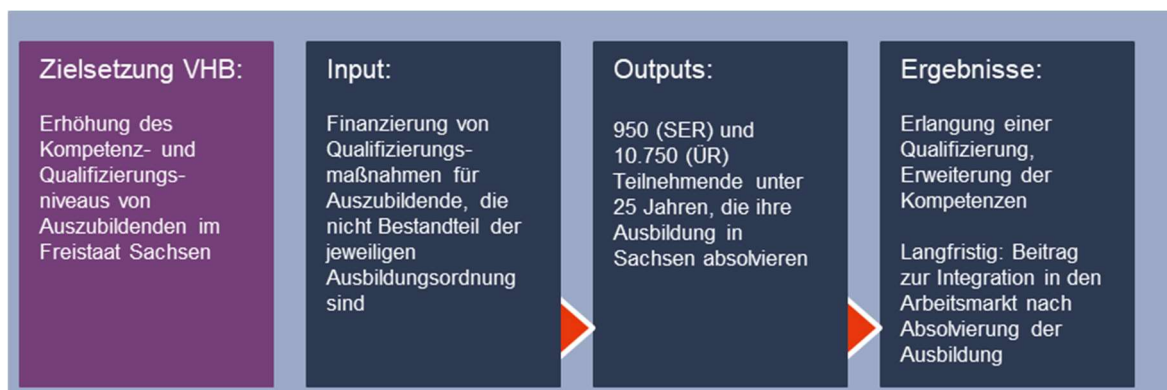 Zielsetzung VHB:
Erhöhung des
Kompetenz- und
Qualifizierungs-
niveaus von
Auszubildenden im
Freistaat Sachsen
Input:
Finanzierung von
Qualifizierungs-
maßnahmen für
Auszubildende, die
nicht Bestandteil der
jeweiligen
Ausbildungsordnung
sind
Outputs:
950 (SER) und
10.750 (ÜR)
Teilnehmende unter
25 Jahren, die ihre
Ausbildung in
Sachsen absolvieren
Ergebnisse:
Erlangung einer
Qualifizierung,
Erweiterung der
Kompetenzen
Langfristig: Beitrag
zur Integration in den
Arbeitsmarkt nach
Absolvierung der
Ausbildung